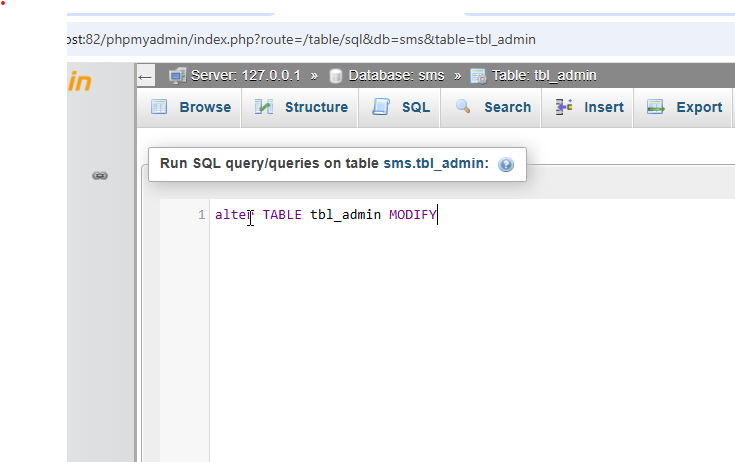 ost:82/phpmyadmin/index.php?route=/table/sql&db=sms&table=tbl_admin
in
← Server: 127.0.0.1 » Database: sms » Table: tbl_admin
Browse Structure SQL Search Insert Export
Run SQL query/queries on table sms.tbl_admin:
1 alter TABLE tbl_admin MODIFY